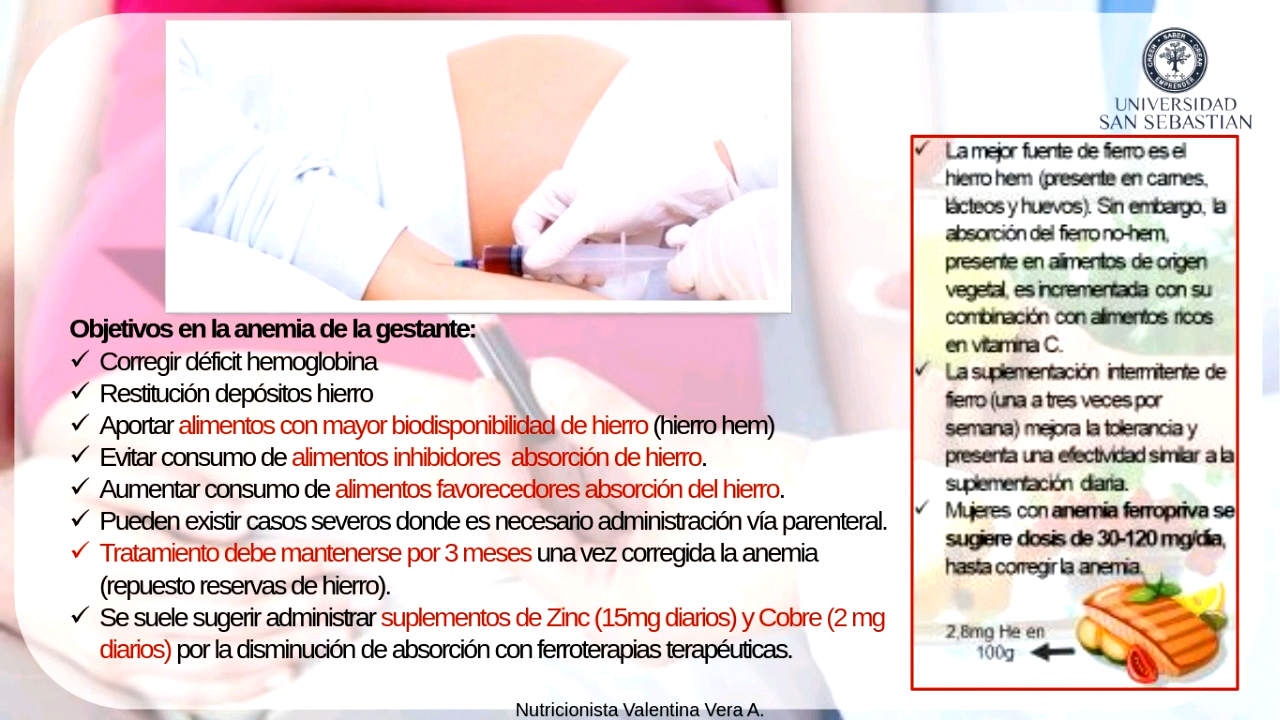 CREER SABER CREAR EMPRENDER
UNIVERSIDAD
SAN SEBASTIAN
Objetivos en la anemia de la gestante:
✓ Corregir déficit hemoglobina
✓ Restitución depósitos hierro
✓ Aportar alimentos con mayor biodisponibilidad de hierro (hierro hem)
✓ Evitar consumo de alimentos inhibidores absorción de hierro.
✓ Aumentar consumo de alimentos favorecedores absorción del hierro.
✓ Pueden existir casos severos donde es necesario administración vía parenteral.
✓ Tratamiento debe mantenerse por 3 meses una vez corregida la anemia
(repuesto reservas de hierro).
✓ Se suele sugerir administrar suplementos de Zinc (15mg diarios) y Cobre (2 mg
diarios) por la disminución de absorción con ferroterapias terapéuticas.
✓ La mejor fuente de fierro es el
hierro hem (presente en carnes,
lácteos y huevos). Sin embargo, la
absorción del fierro no-hem,
presente en alimentos de origen
vegetal, es incrementada con su
combinación con alimentos ricos
en vitamina C.
✓ La suplementación intermitente de
fierro (una a tres veces por
semana) mejora la tolerancia y
presenta una efectividad similar a la
suplementación diaria.
✓ Mujeres con anemia ferropriva se
sugiere dosis de 30-120 mg/día,
hasta corregir la anemia.
2,8mg He en
100g
Nutricionista Valentina Vera A.